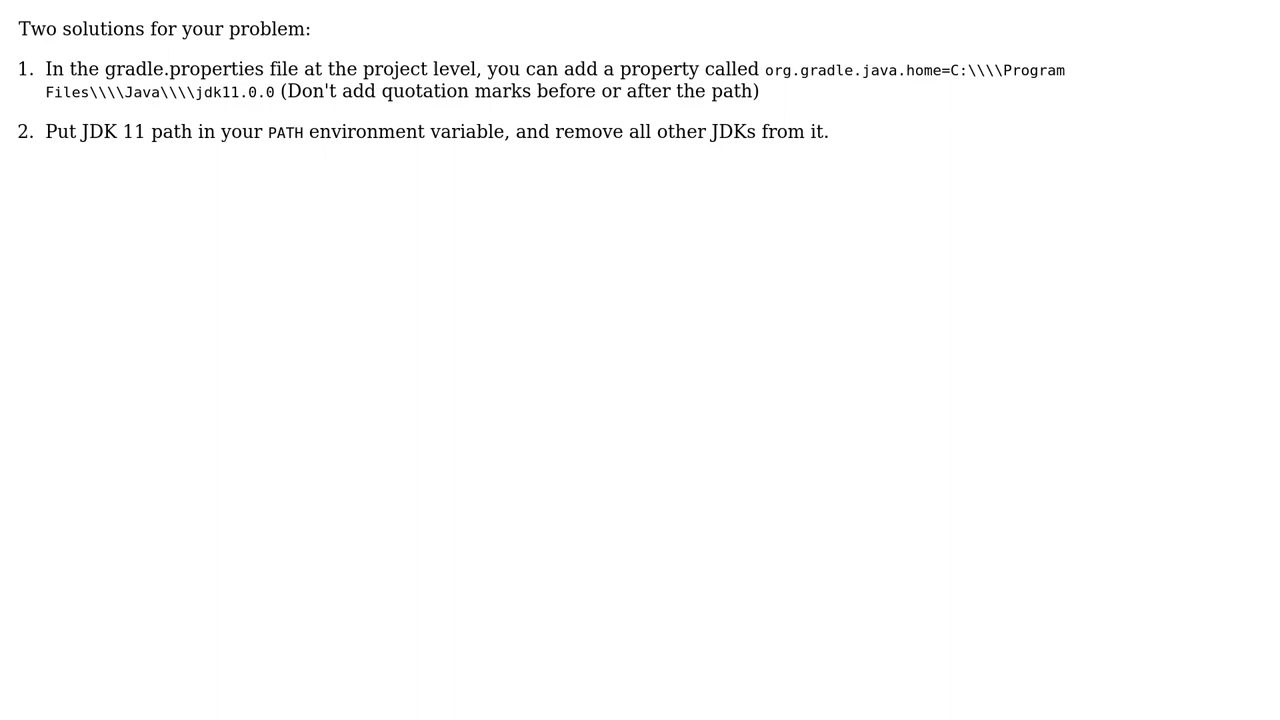 Two solutions for your problem:
1. In the gradle.properties file at the project level, you can add a property called org.gradle.java.home=C:\\\\Program
Files\\\\Java\\\\jdk11.0.0 (Don't add quotation marks before or after the path)
2. Put JDK 11 path in your PATH environment variable, and remove all other JDKs from it.